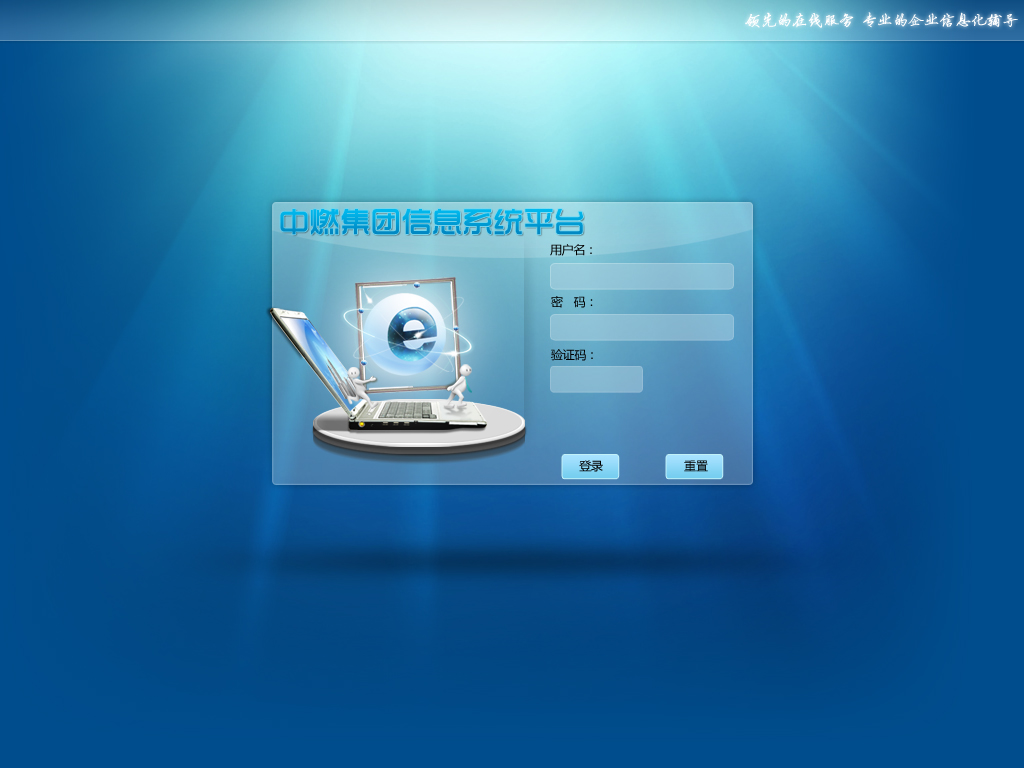 领先的在线服务 专业的企业信息化辅导
中燃集团信息系统平台
用户名：
密 码：
验证码：
登录 重置